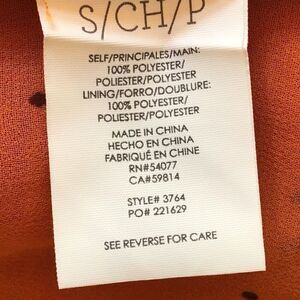 S/CH/P
SELF/PRINCIPALES/MAIN:
100% POLYESTER/
POLIESTER/POLYESTER
LINING/FORRO/DOUBLURE:
100% POLYESTER/
POLIESTER/POLYESTER
MADE IN CHINA
HECHO EN CHINA
FABRIQUÉ EN CHINE
RN#54077
CA#59814
STYLE# 3764
PO# 221629
SEE REVERSE FOR CARE